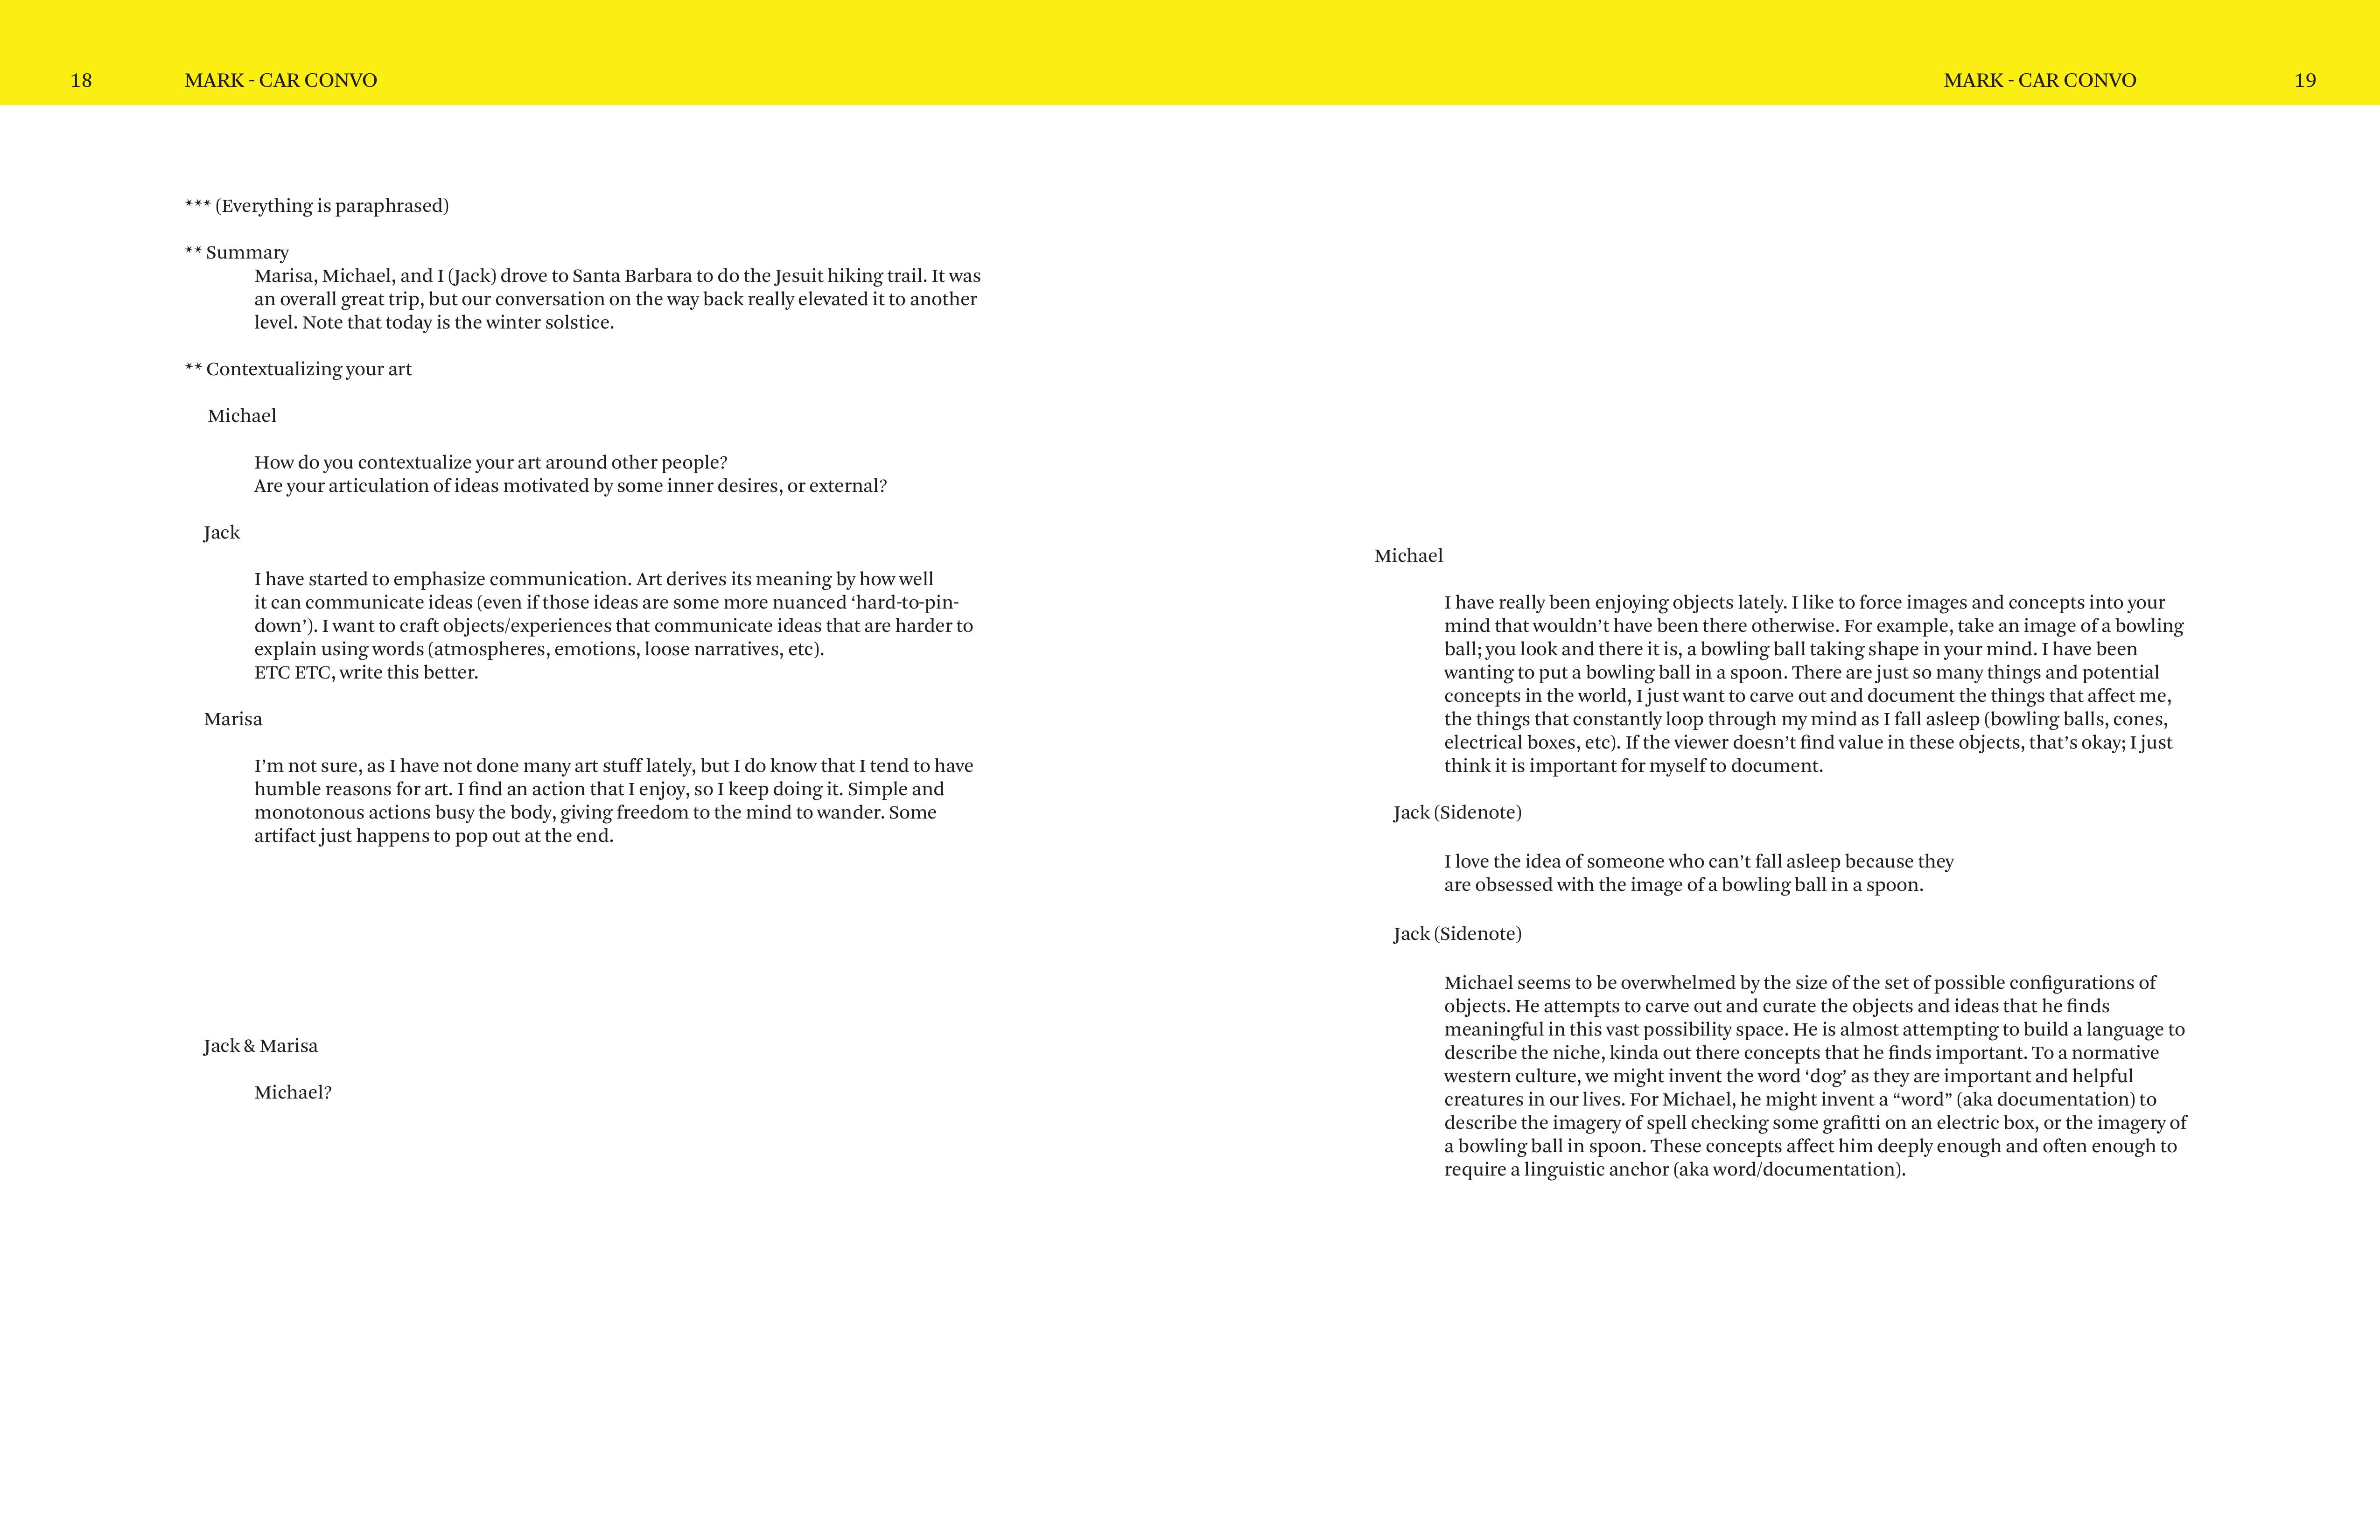 18 MARK - CAR CONVO
*** (Everything is paraphrased)
** Summary
Marisa, Michael, and I (Jack) drove to Santa Barbara to do the Jesuit hiking trail. It was
an overall great trip, but our conversation on the way back really elevated it to another
level. Note that today is the winter solstice.
** Contextualizing your art
Michael
How do you contextualize your art around other people?
Are your articulation of ideas motivated by some inner desires, or external?
Jack
I have started to emphasize communication. Art derives its meaning by how well
it can communicate ideas (even if those ideas are some more nuanced ‘hard-to-pin-
down’). I want to craft objects/experiences that communicate ideas that are harder to
explain using words (atmospheres, emotions, loose narratives, etc).
ETC ETC, write this better.
Marisa
I’m not sure, as I have not done many art stuff lately, but I do know that I tend to have
humble reasons for art. I find an action that I enjoy, so I keep doing it. Simple and
monotonous actions busy the body, giving freedom to the mind to wander. Some
artifact just happens to pop out at the end.
Jack & Marisa
Michael?
MARK - CAR CONVO 19
Michael
I have really been enjoying objects lately. I like to force images and concepts into your
mind that wouldn’t have been there otherwise. For example, take an image of a bowling
ball; you look and there it is, a bowling ball taking shape in your mind. I have been
wanting to put a bowling ball in a spoon. There are just so many things and potential
concepts in the world, I just want to carve out and document the things that affect me,
the things that constantly loop through my mind as I fall asleep (bowling balls, cones,
electrical boxes, etc). If the viewer doesn’t find value in these objects, that’s okay; I just
think it is important for myself to document.
Jack (Sidenote)
I love the idea of someone who can’t fall asleep because they
are obsessed with the image of a bowling ball in a spoon.
Jack (Sidenote)
Michael seems to be overwhelmed by the size of the set of possible configurations of
objects. He attempts to carve out and curate the objects and ideas that he finds
meaningful in this vast possibility space. He is almost attempting to build a language to
describe the niche, kinda out there concepts that he finds important. To a normative
western culture, we might invent the word ‘dog’ as they are important and helpful
creatures in our lives. For Michael, he might invent a “word” (aka documentation) to
describe the imagery of spell checking some grafitti on an electric box, or the imagery of
a bowling ball in spoon. These concepts affect him deeply enough and often enough to
require a linguistic anchor (aka word/documentation).